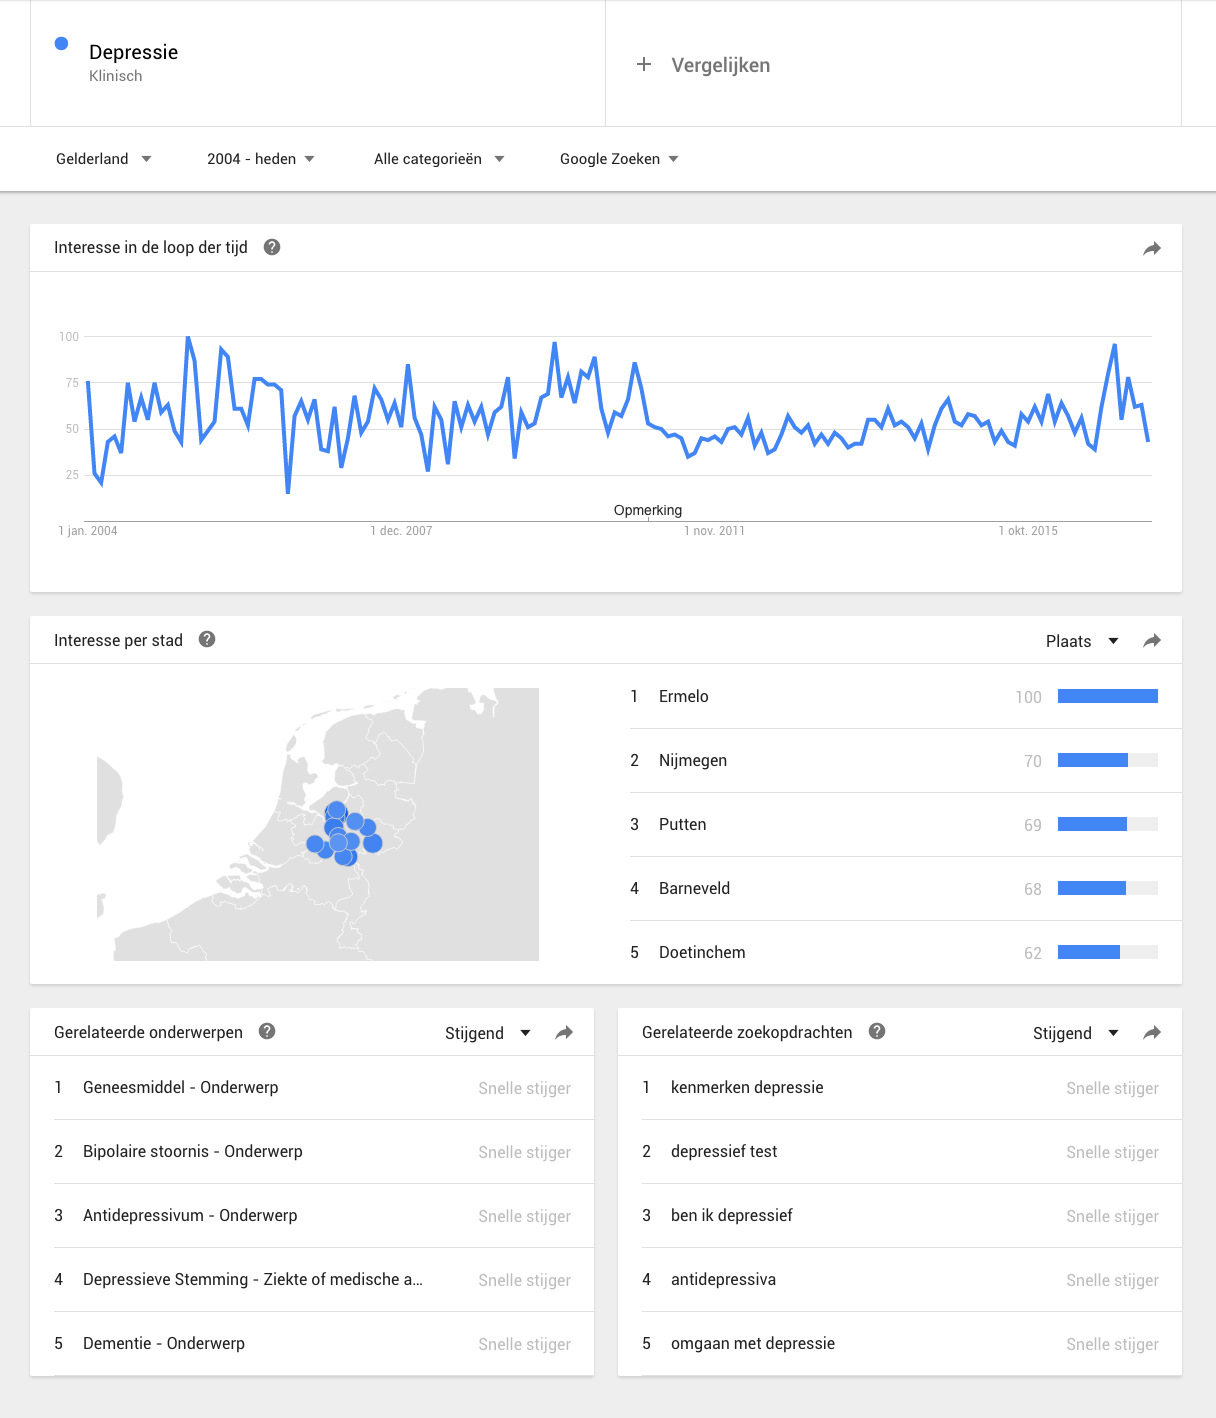 Depressie
Klinisch
+ Vergelijken
Gelderland
2004 - heden
Alle categorieën
Google Zoeken
Interesse in de loop der tijd ?
100
75
50
25
Opmerking
1 jan. 2004
1 dec. 2007
1 nov. 2011
1 okt. 2015
Interesse per stad ?
Plaats
1 Ermelo 100
2 Nijmegen 70
3 Putten 69
4 Barneveld 68
5 Doetinchem 62
Gerelateerde onderwerpen ?
Stijgend
1 Geneesmiddel - Onderwerp Snelle stijger
2 Bipolaire stoornis - Onderwerp Snelle stijger
3 Antidepressivum - Onderwerp Snelle stijger
4 Depressieve Stemming - Ziekte of medische a... Snelle stijger
5 Dementie - Onderwerp Snelle stijger
Gerelateerde zoekopdrachten ?
Stijgend
1 kenmerken depressie Snelle stijger
2 depressief test Snelle stijger
3 ben ik depressief Snelle stijger
4 antidepressiva Snelle stijger
5 omgaan met depressie Snelle stijger